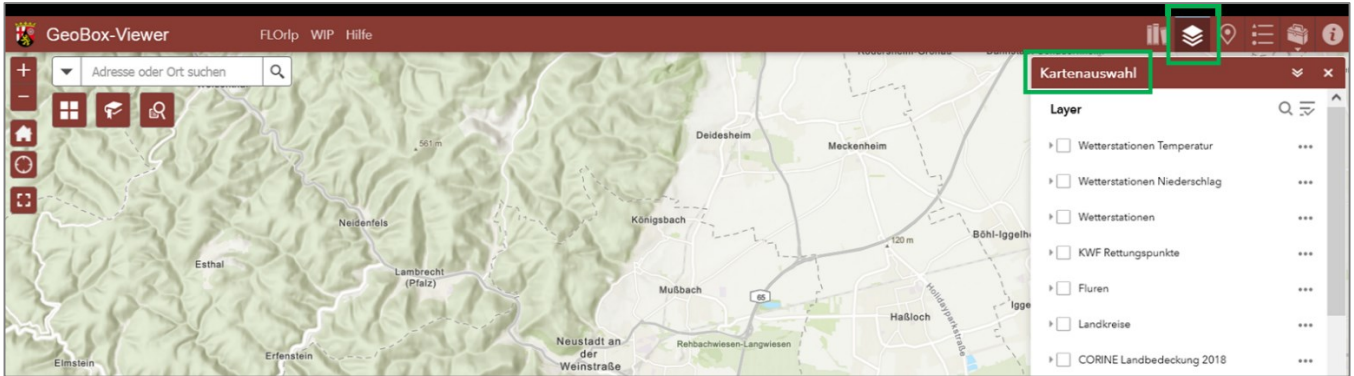 GeoBox-Viewer
FLOrlp WIP Hilfe
Adresse oder Ort suchen
Kartenauswahl
Layer
Wetterstationen Temperatur
Wetterstationen Niederschlag
Wetterstationen
KWF Rettungspunkte
Fluren
Landkreise
CORINE Landbedeckung 2018
561 m
Deidesheim
Meckenheim
Neidenfels
Königsbach
Böhl-Iggelh
120 m
Esthal
Lambrecht
(Pfalz)
Mußbach
65
Haßloch
Holidayparkstraße
Igge
Neustadt an
der
Weinstraße
Rehbachwiesen-Langwiesen
Elmstein
Erfenstein